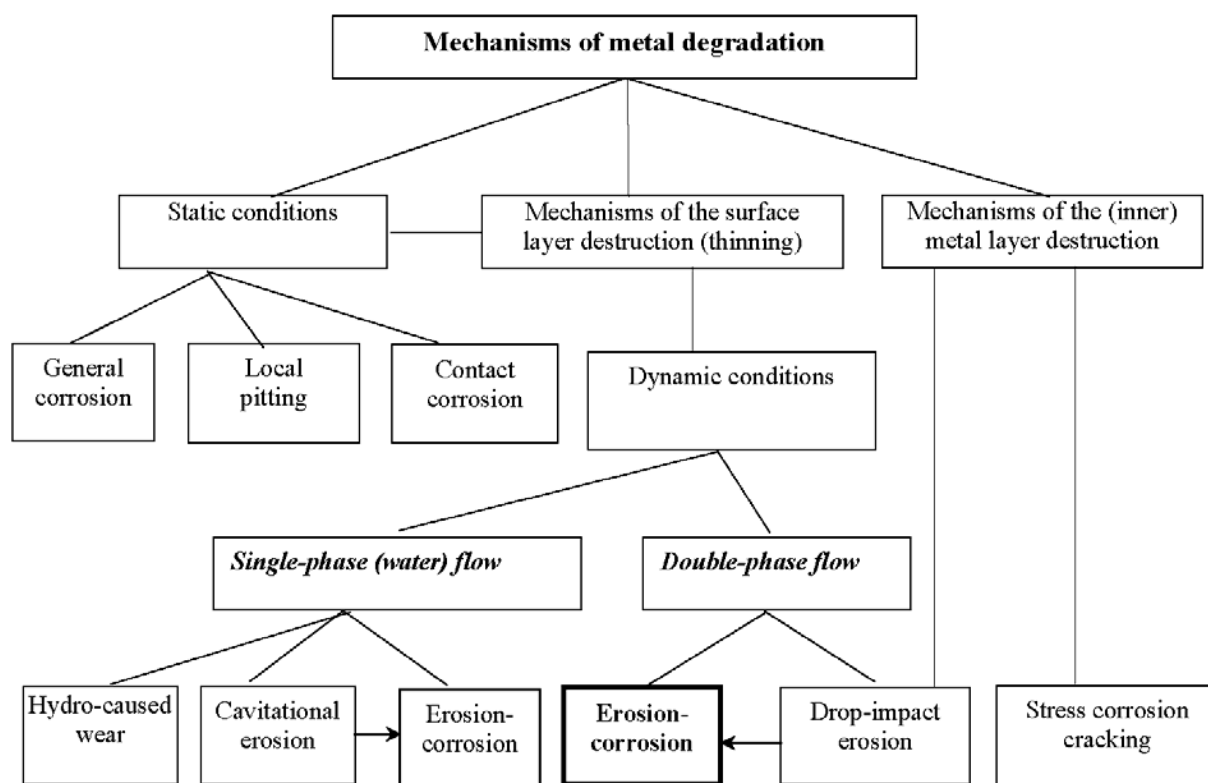 Mechanisms of metal degradation
Static conditions
Mechanisms of the surface
layer destruction (thinning)
Mechanisms of the (inner)
metal layer destruction
General
corrosion
Local
pitting
Contact
corrosion
Dynamic conditions
Single-phase (water) flow
Double-phase flow
Hydro-caused
wear
Cavitational
erosion
Erosion-
corrosion
Erosion-
corrosion
Drop-impact
erosion
Stress corrosion
cracking